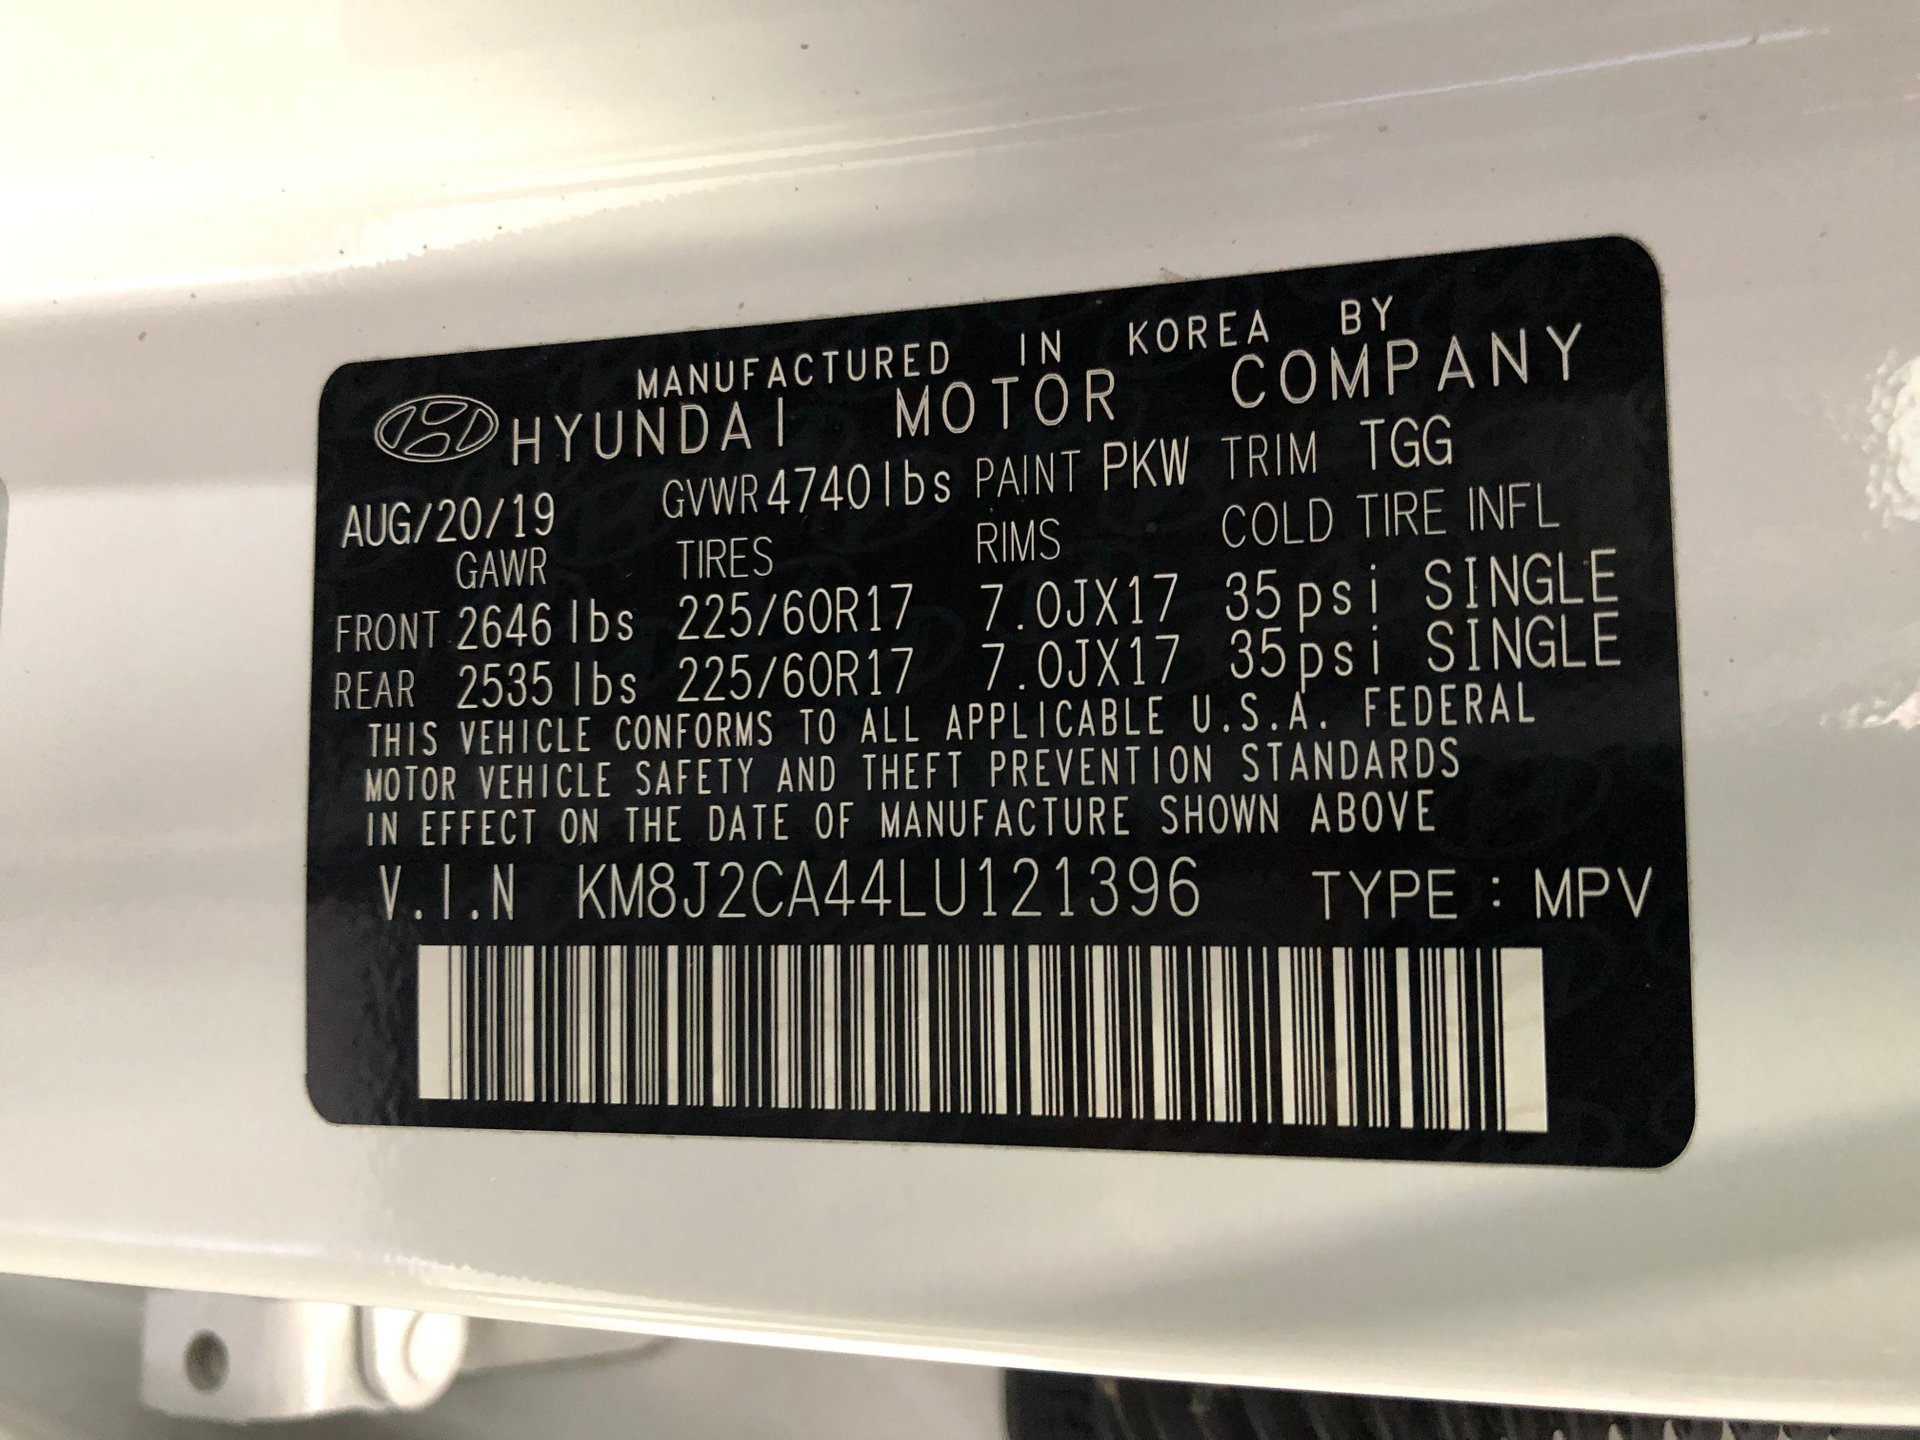 MANUFACTURED IN KOREA BY
HYUNDAI MOTOR COMPANY
AUG/20/19 GVWR 4740 lbs PAINT PKW TRIM TGG
GAWR TIRES RIMS COLD TIRE INFL
FRONT 2646 lbs 225/60R17 7.0JX17 35psi SINGLE
REAR 2535 lbs 225/60R17 7.0JX17 35psi SINGLE
THIS VEHICLE CONFORMS TO ALL APPLICABLE U.S.A. FEDERAL
MOTOR VEHICLE SAFETY AND THEFT PREVENTION STANDARDS
IN EFFECT ON THE DATE OF MANUFACTURE SHOWN ABOVE
V.I.N KM8J2CA44LU121396 TYPE : MPV